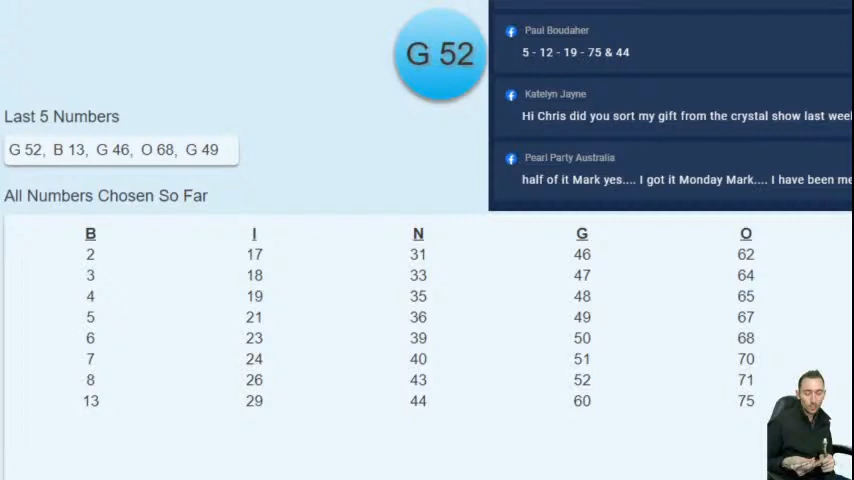 G 52
Paul Boudaher
5 - 12 - 19 - 75 & 44
Katelyn Jayne
Hi Chris did you sort my gift from the crystal show last week
Pearl Party Australia
half of it Mark yes.... I got it Monday Mark.... I have been me
Last 5 Numbers
G 52, B 13, G 46, O 68, G 49
All Numbers Chosen So Far
B I N G O
2 17 31 46 62
3 18 33 47 64
4 19 35 48 65
5 21 36 49 67
6 23 39 50 68
7 24 40 51 70
8 26 43 52 71
13 29 44 60 75